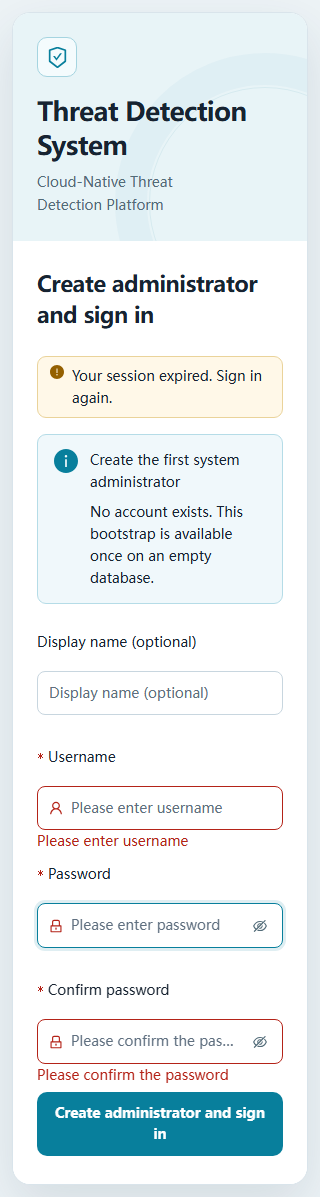 Threat Detection
System
Cloud-Native Threat
Detection Platform
Create administrator
and sign in
Your session expired. Sign in
again.
Create the first system
administrator
No account exists. This
bootstrap is available
once on an empty
database.
Display name (optional)
Display name (optional)
* Username
Please enter username
Please enter username
* Password
Please enter password
* Confirm password
Please confirm the pas...
Please confirm the password
Create administrator and sign
in